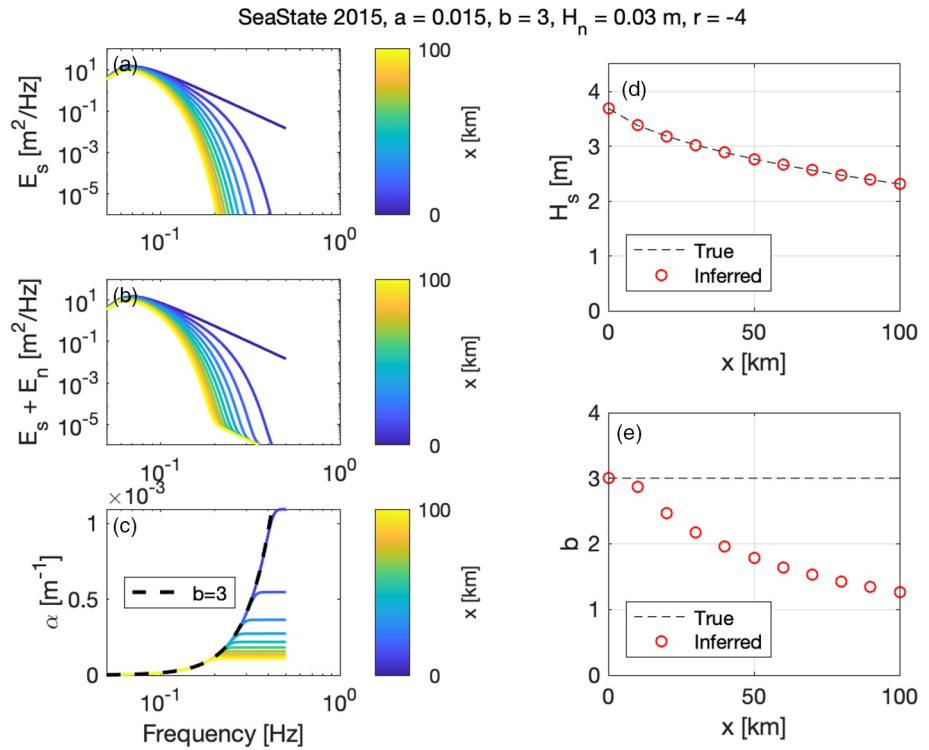 SeaState 2015, a = 0.015, b = 3, H_n = 0.03 m, r = -4
(a)
E_s [m^2/Hz]
10^1
10^-1
10^-3
10^-5
10^-1
10^0
100
0
x [km]
(b)
E_s + E_n [m^2/Hz]
10^1
10^-1
10^-3
10^-5
10^-1
10^0
100
0
x [km]
×10^-3
(c)
α [m^-1]
1
0.5
0
b=3
10^-1
10^0
Frequency [Hz]
100
0
x [km]
(d)
H_s [m]
4
3
2
1
0
True
Inferred
0
50
100
x [km]
(e)
b
4
3
2
1
0
True
Inferred
0
50
100
x [km]